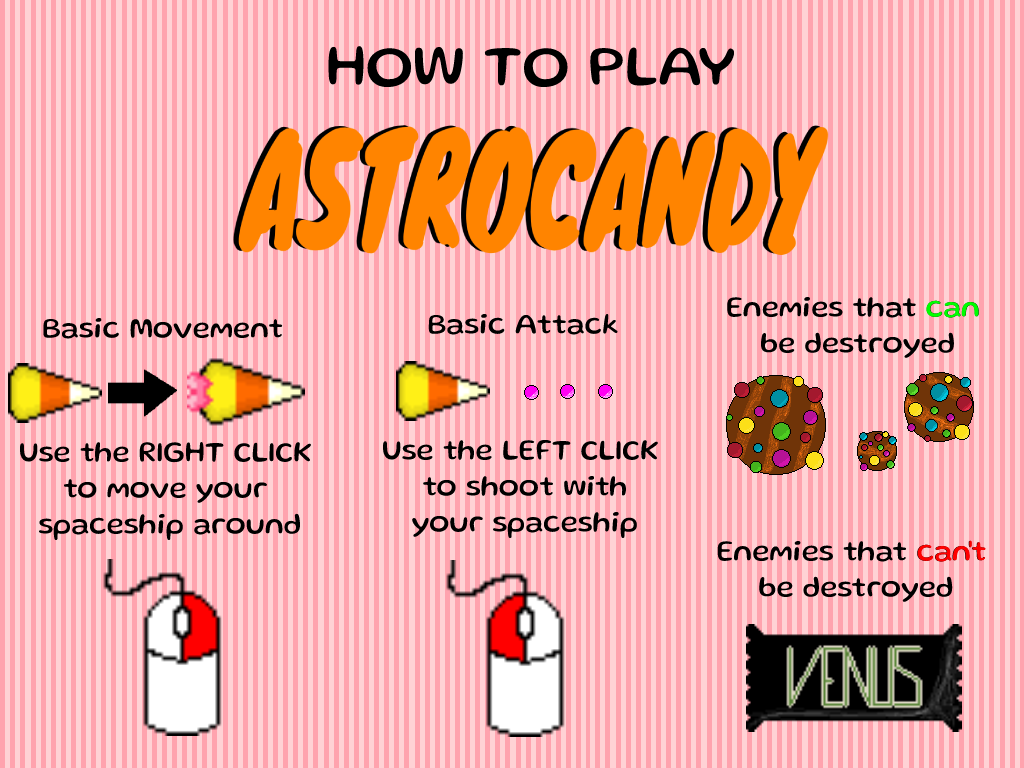 HOW TO PLAY
ASTROCANDY
Basic Movement
Use the RIGHT CLICK
to move your
spaceship around
Basic Attack
Use the LEFT CLICK
to shoot with
your spaceship
Enemies that can
be destroyed
Enemies that can't
be destroyed
VENUS